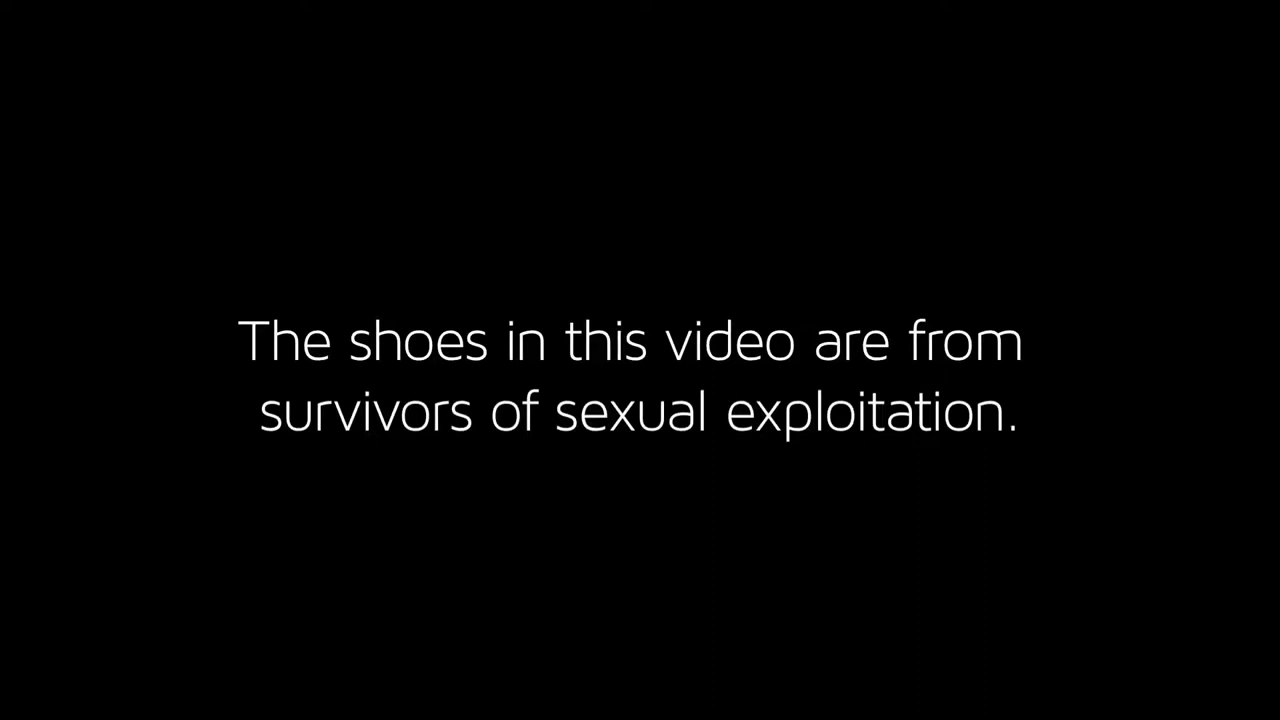 The shoes in this video are from
survivors of sexual exploitation.